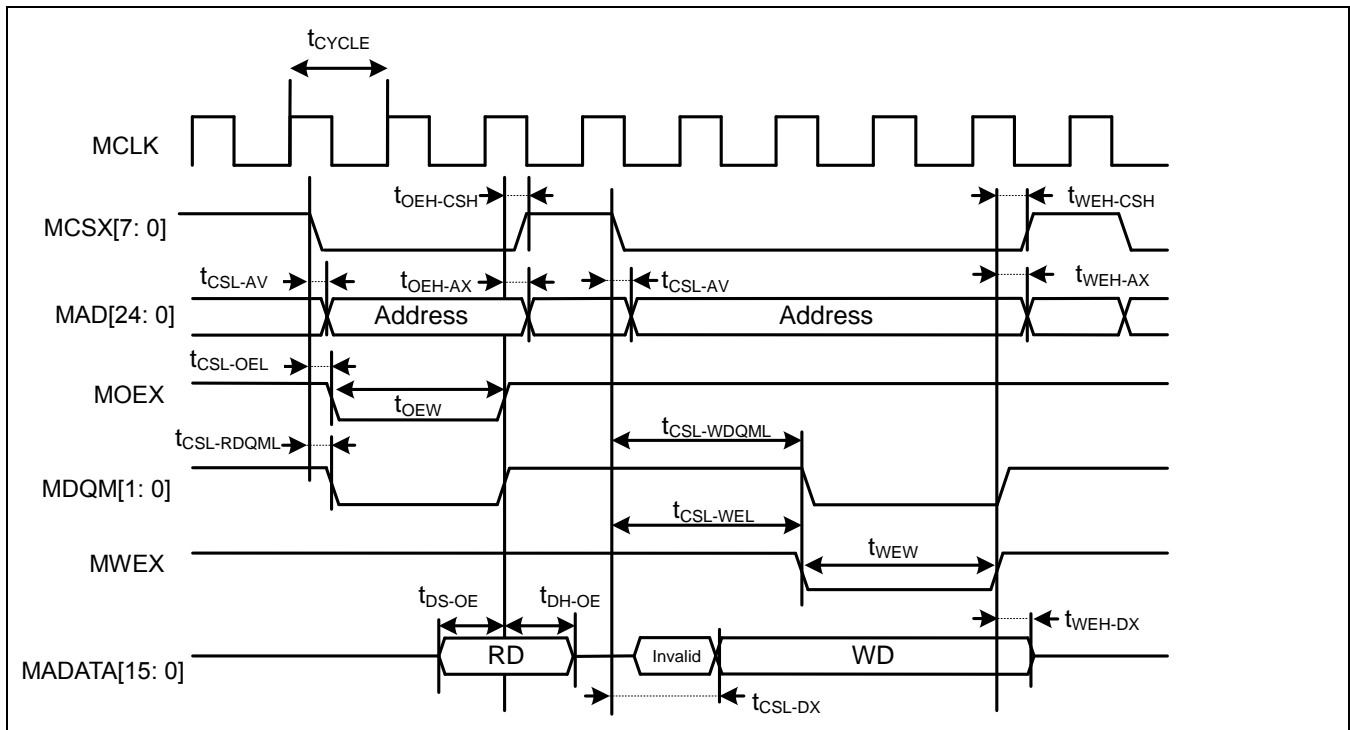 tCYCLE
MCLK
tOEH-CSH
tWEH-CSH
MCSX[7: 0]
tCSL-AV
tOEH-AX
tCSL-AV
tWEH-AX
MAD[24: 0]
Address
Address
tCSL-OEL
MOEX
tOEW
tCSL-WDQML
tCSL-RDQML
MDQM[1: 0]
tCSL-WEL
tWEW
MWEX
tDS-OE
tDH-OE
tWEH-DX
RD
Invalid
WD
MADATA[15: 0]
tCSL-DX